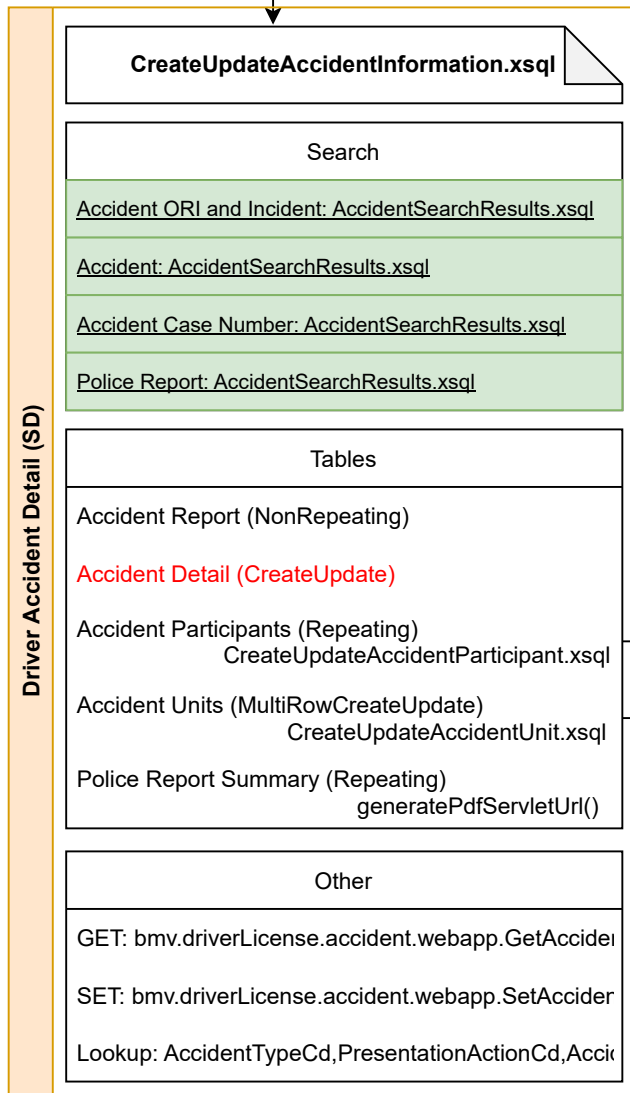 CreateUpdateAccidentInformation.xsql
Search
Accident ORI and Incident: AccidentSearchResults.xsql
Accident: AccidentSearchResults.xsql
Accident Case Number: AccidentSearchResults.xsql
Police Report: AccidentSearchResults.xsql
Driver Accident Detail (SD)
Tables
Accident Report (NonRepeating)
Accident Detail (CreateUpdate)
Accident Participants (Repeating)
CreateUpdateAccidentParticipant.xsql
Accident Units (MultiRowCreateUpdate)
CreateUpdateAccidentUnit.xsql
Police Report Summary (Repeating)
generatePdfServletUrl()
Other
GET: bmv.driverLicense.accident.webapp.GetAcciden
SET: bmv.driverLicense.accident.webapp.SetAcciden
Lookup: AccidentTypeCd,PresentationActionCd,Accid